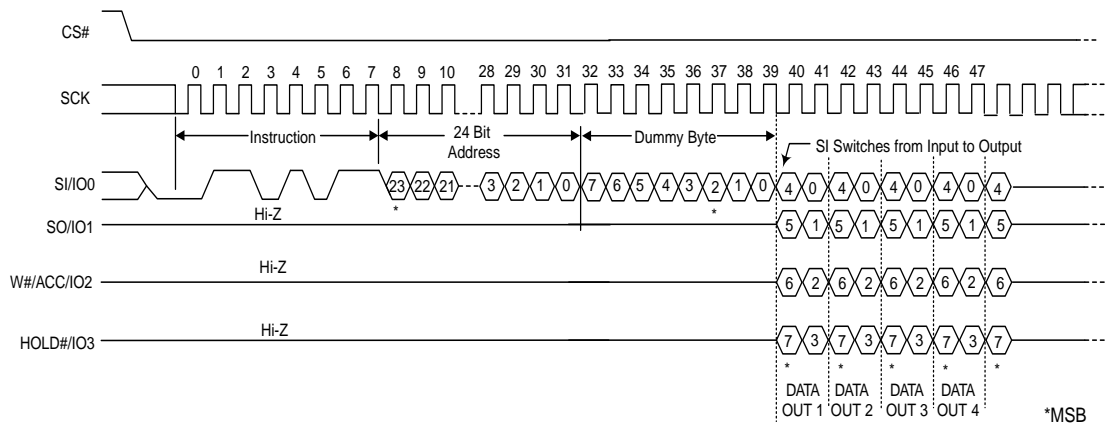 CS#
0 1 2 3 4 5 6 7 8 9 10 28 29 30 31 32 33 34 35 36 37 38 39 40 41 42 43 44 45 46 47
SCK
Instruction 24 Bit Address Dummy Byte
SI Switches from Input to Output
SI/IO0 23 22 21 3 2 1 0 7 6 5 4 3 2 1 0 4 0 4 0 4 0 4 0 4
* *
SO/IO1 Hi-Z 5 1 5 1 5 1 5 1 5
W#/ACC/IO2 Hi-Z 6 2 6 2 6 2 6 2 6
HOLD#/IO3 Hi-Z 7 3 7 3 7 3 7 3 7
* * * * *
DATA OUT 1 DATA OUT 2 DATA OUT 3 DATA OUT 4
*MSB